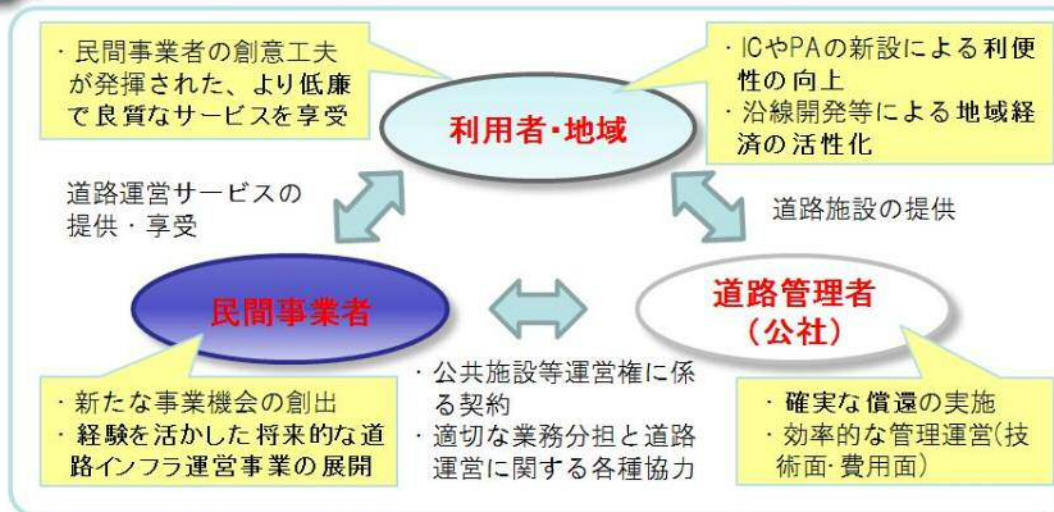 ・民間事業者の創意工夫
が発揮された、より低廉
で良質なサービスを享受
・ICやPAの新設による利便
性の向上
・沿線開発等による地域経
済の活性化
利用者・地域
道路運営サービスの
提供・享受
道路施設の提供
民間事業者
道路管理者
(公社)
・新たな事業機会の創出
・経験を活かした将来的な道
路インフラ運営事業の展開
・公共施設等運営権に係
る契約
・適切な業務分担と道路
運営に関する各種協力
・確実な償還の実施
・効率的な管理運営(技
術面・費用面)